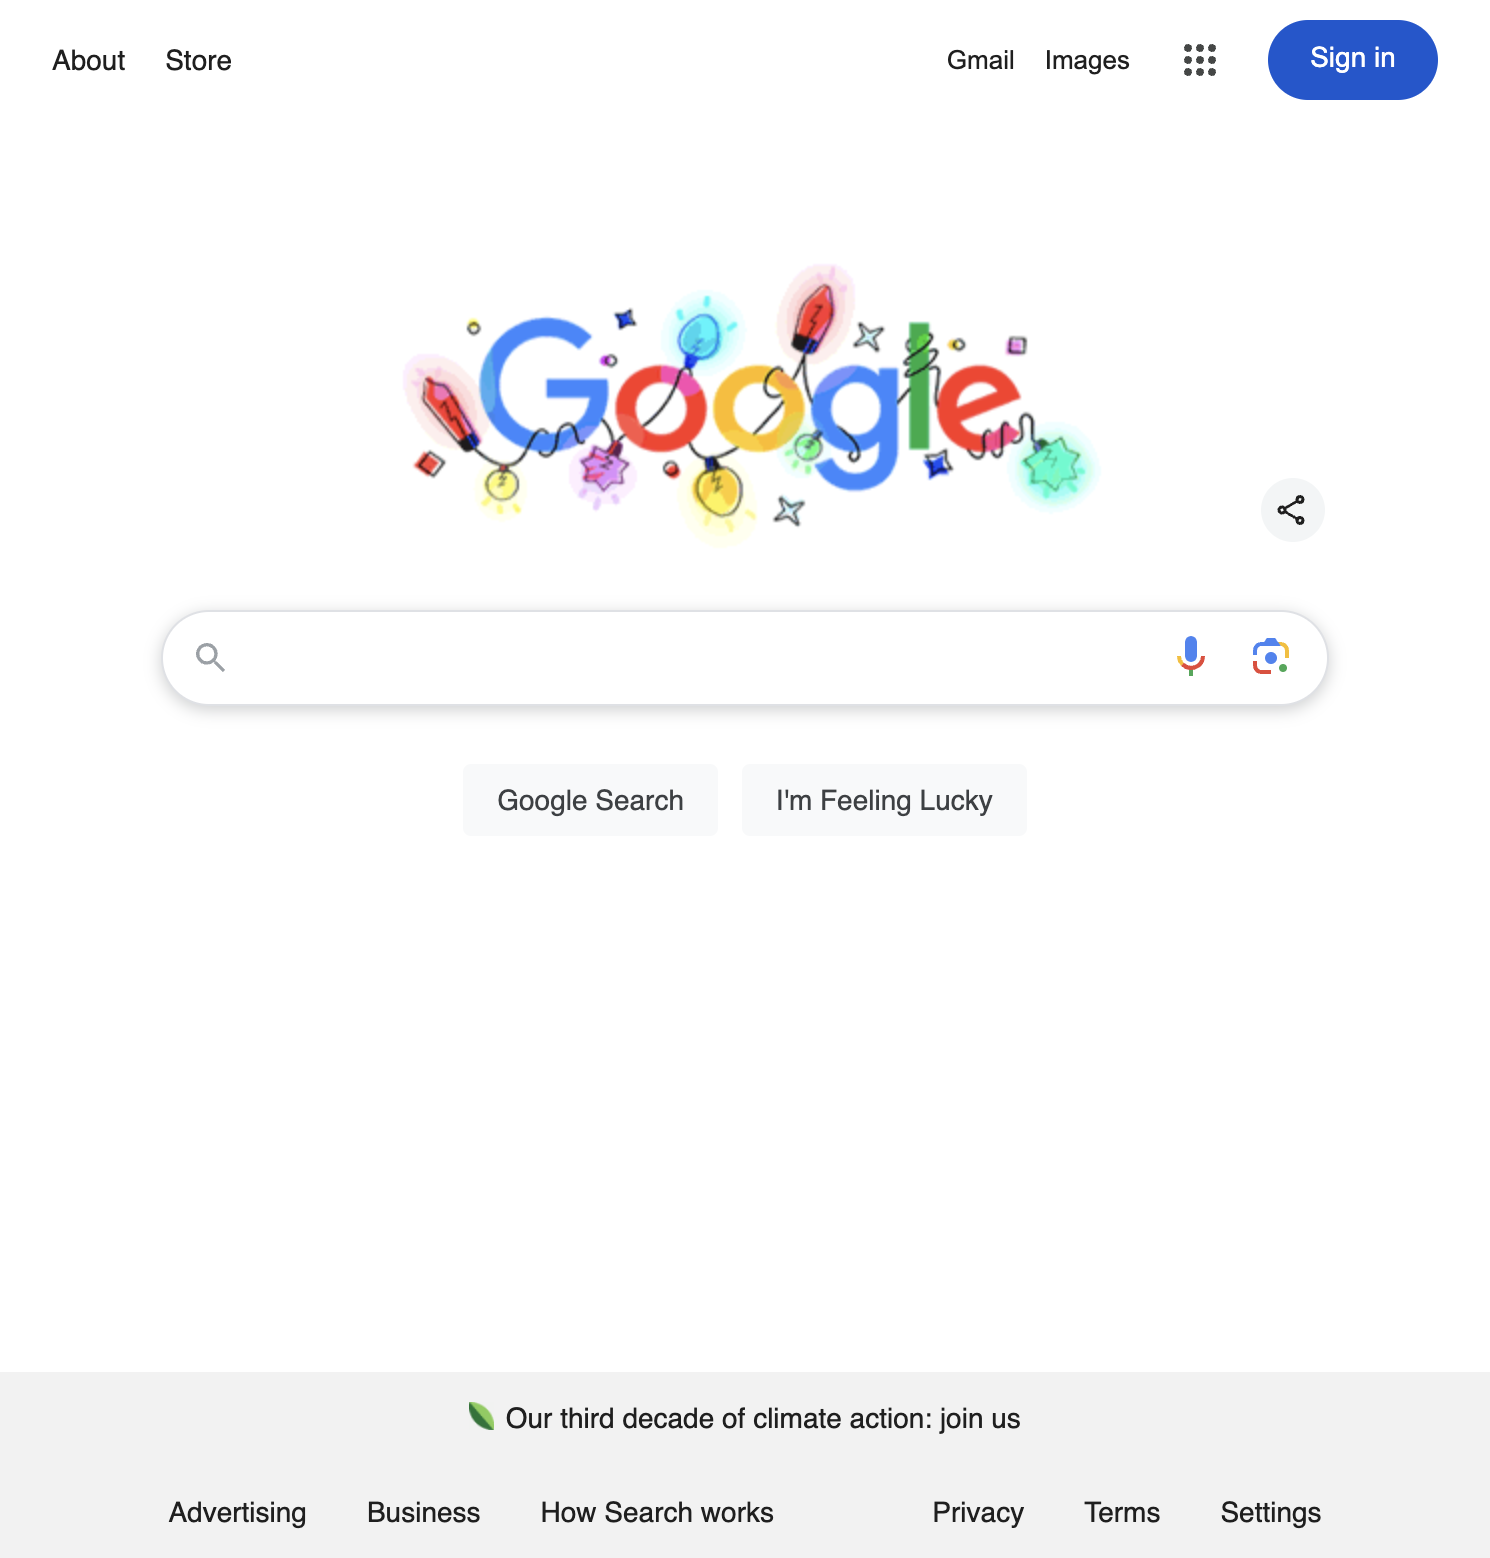 About Store Gmail Images Sign in
Google
Google Search I'm Feeling Lucky
Our third decade of climate action: join us
Advertising Business How Search works Privacy Terms Settings